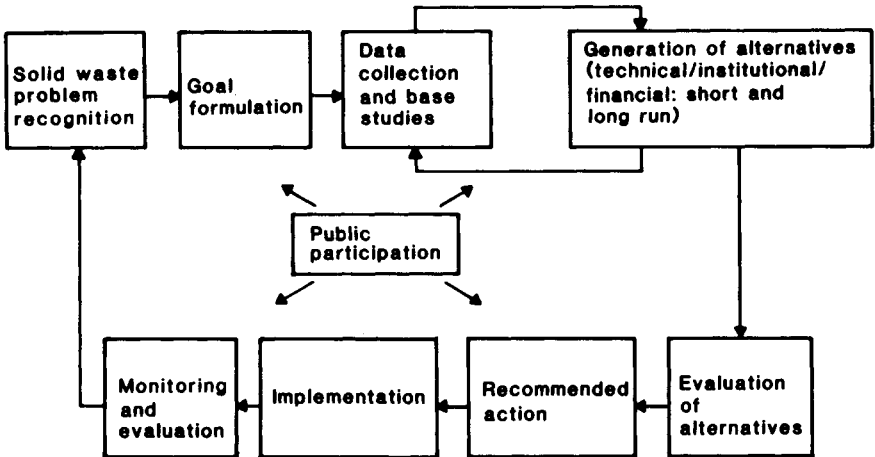 Solid waste
problem
recognition
Goal
formulation
Data
collection
and base
studies
Generation of alternatives
(technical/institutional/
financial: short and
long run)
Public
participation
Monitoring
and
evaluation
Implementation
Recommended
action
Evaluation
of
alternatives